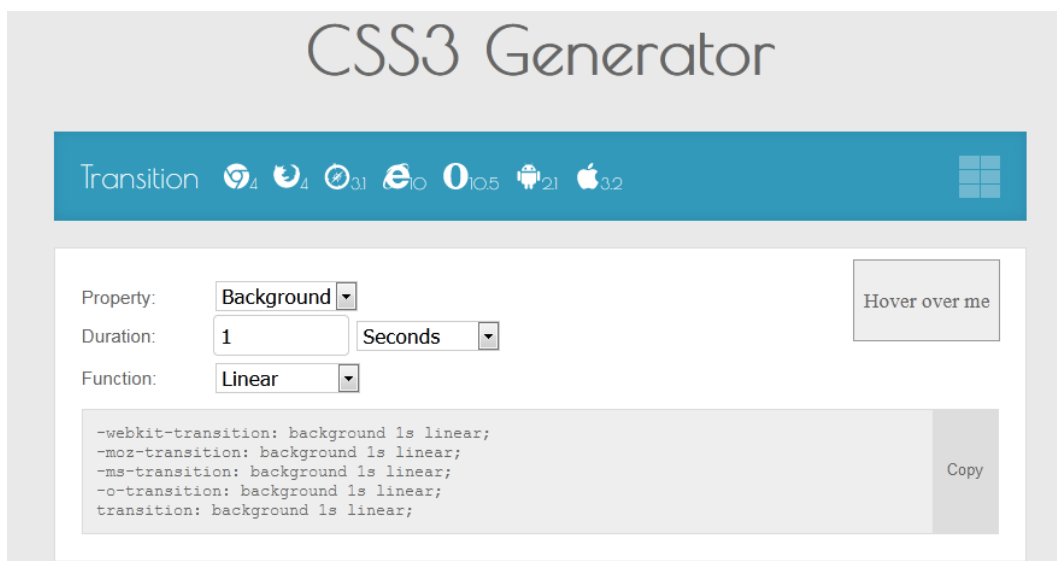 CSS3 Generator
Transition 4 4 3.1 10 10.5 2.1 3.2
Hover over me
Property: Background
Duration: 1 Seconds
Function: Linear
-webkit-transition: background 1s linear;
-moz-transition: background 1s linear;
-ms-transition: background 1s linear;
-o-transition: background 1s linear;
transition: background 1s linear;
Copy